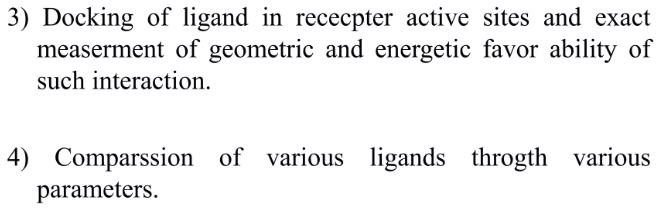 3) Docking of ligand in rececpter active sites and exact
measerment of geometric and energetic favor ability of
such interaction.
4) Comparssion of various ligands throgth various
parameters.